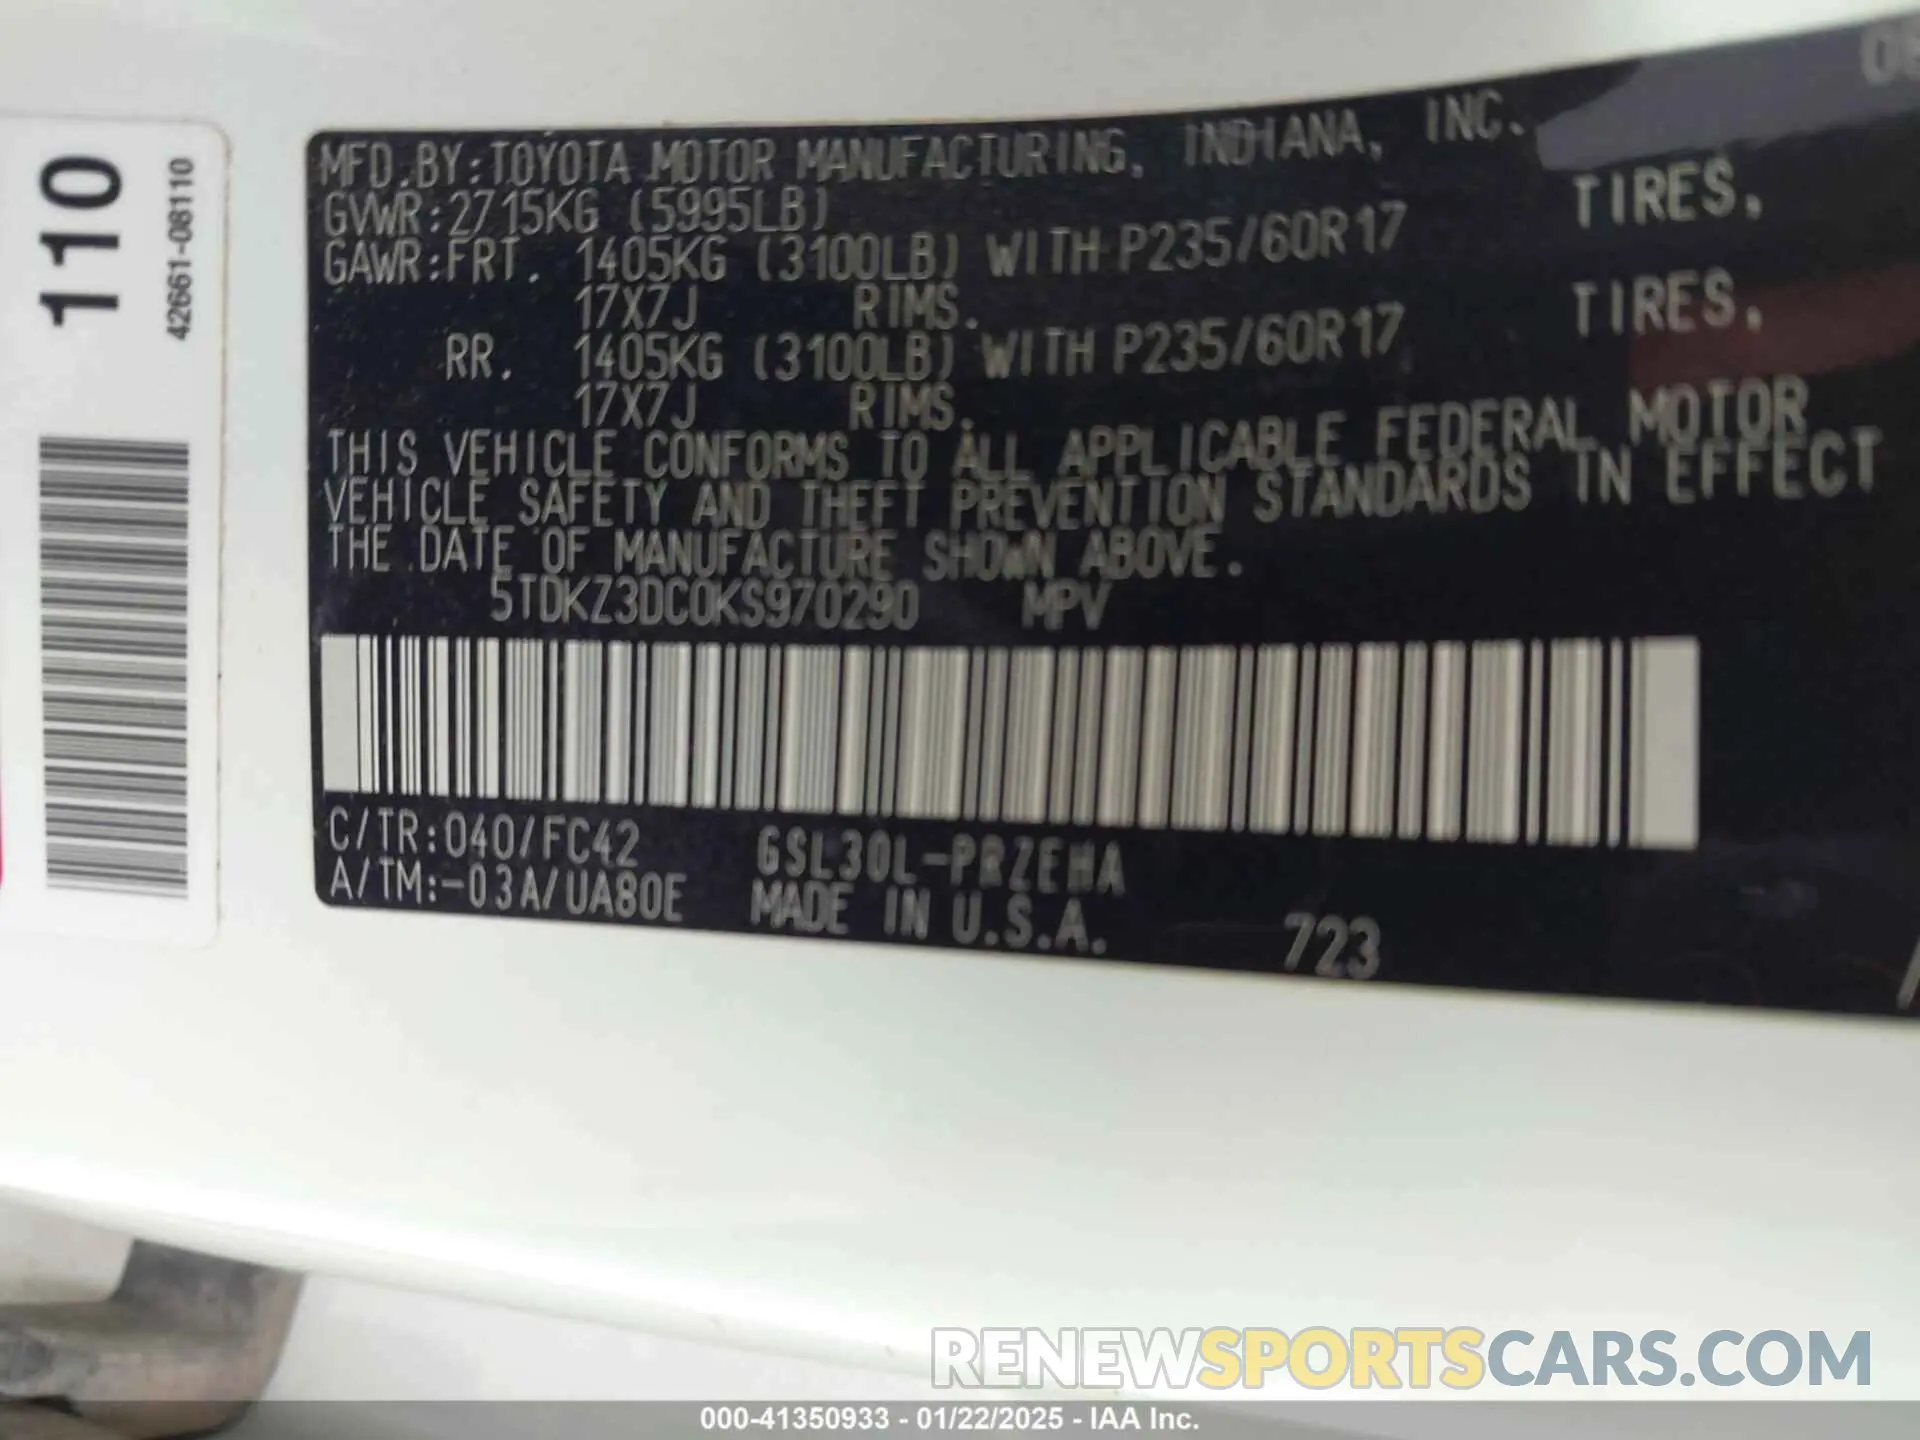 110
42661-08110
08
MFD.BY:TOYOTA MOTOR MANUFACTURING, INDIANA, INC.
GVWR:2715KG (5995LB)
GAWR:FRT. 1405KG (3100LB) WITH P235/60R17 TIRES,
17X7J RIMS.
RR. 1405KG (3100LB) WITH P235/60R17 TIRES,
17X7J RIMS.
THIS VEHICLE CONFORMS TO ALL APPLICABLE FEDERAL MOTOR
VEHICLE SAFETY AND THEFT PREVENTION STANDARDS IN EFFECT
THE DATE OF MANUFACTURE SHOWN ABOVE.
5TDKZ3DC0KS970290 MPV
C/TR:040/FC42 GSL30L-PRZEHA
A/TM:-03A/UA80E MADE IN U.S.A. 723
RENEWSPORTSCARS.COM
000-41350933 - 01/22/2025 - IAA Inc.